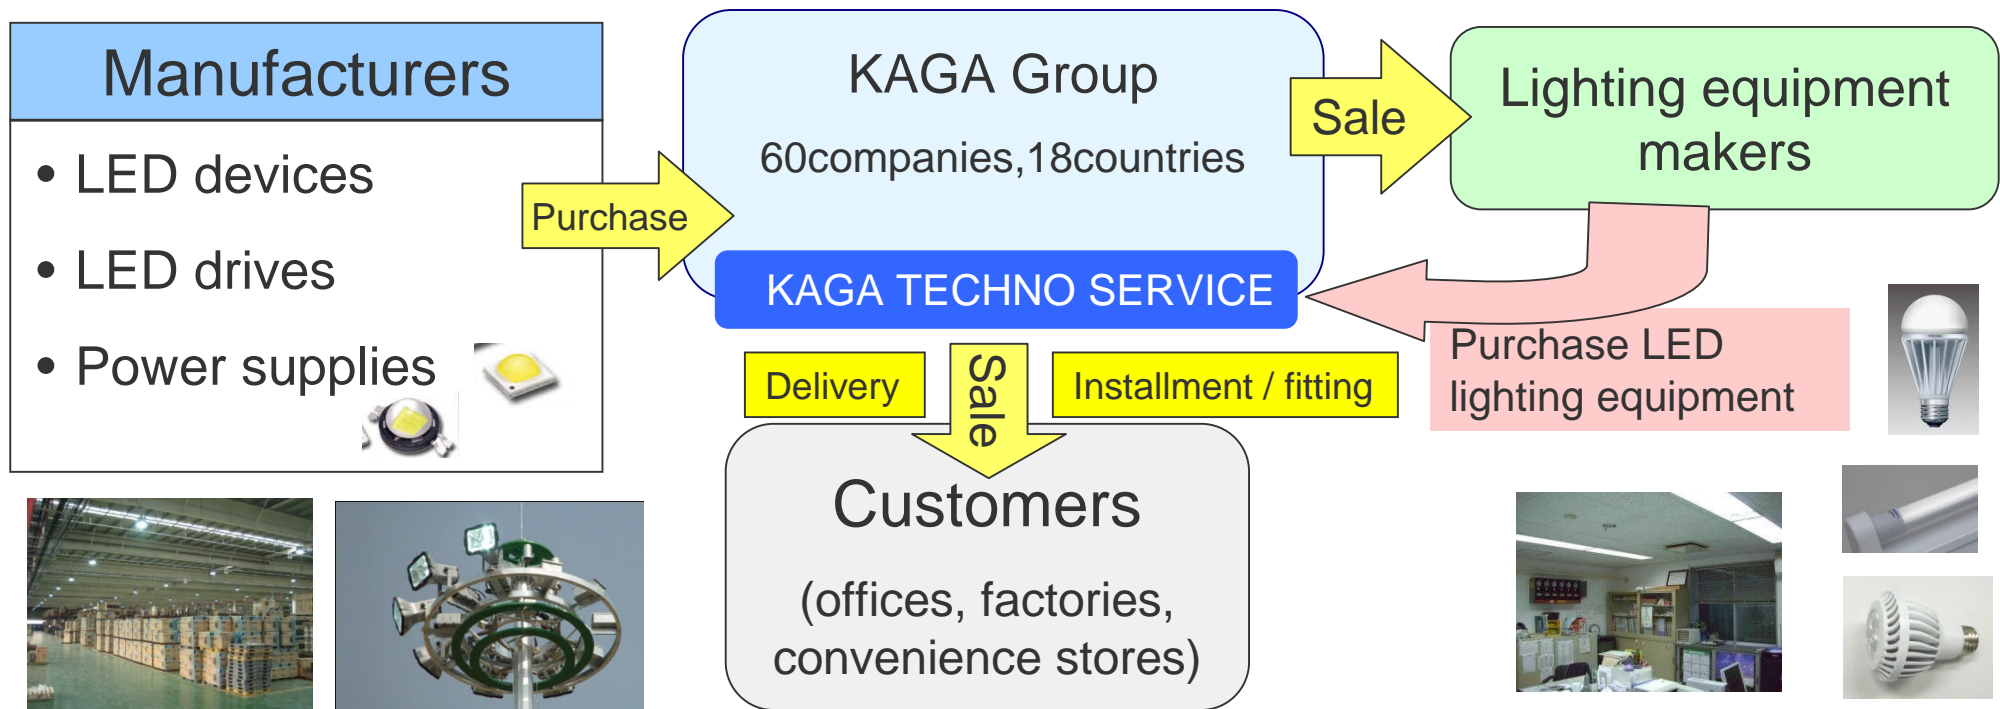 Manufacturers
• LED devices
• LED drives
• Power supplies
Purchase
KAGA Group
60companies,18countries
KAGA TECHNO SERVICE
Sale
Lighting equipment
makers
Purchase LED
lighting equipment
Delivery
Sale
Installment / fitting
Customers
(offices, factories,
convenience stores)